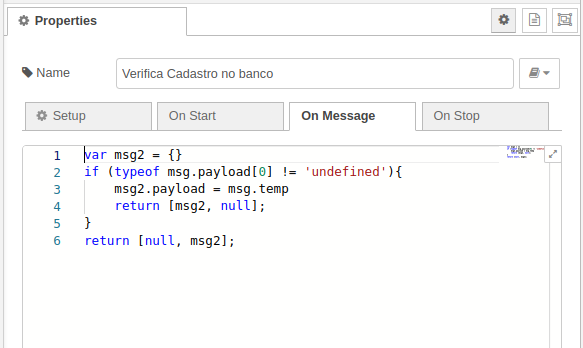 Properties
Name
Verifica Cadastro no banco
Setup
On Start
On Message
On Stop
1 var msg2 = {}
2 if (typeof msg.payload[0] != 'undefined'){
3 msg2.payload = msg.temp
4 return [msg2, null];
5 }
6 return [null, msg2];